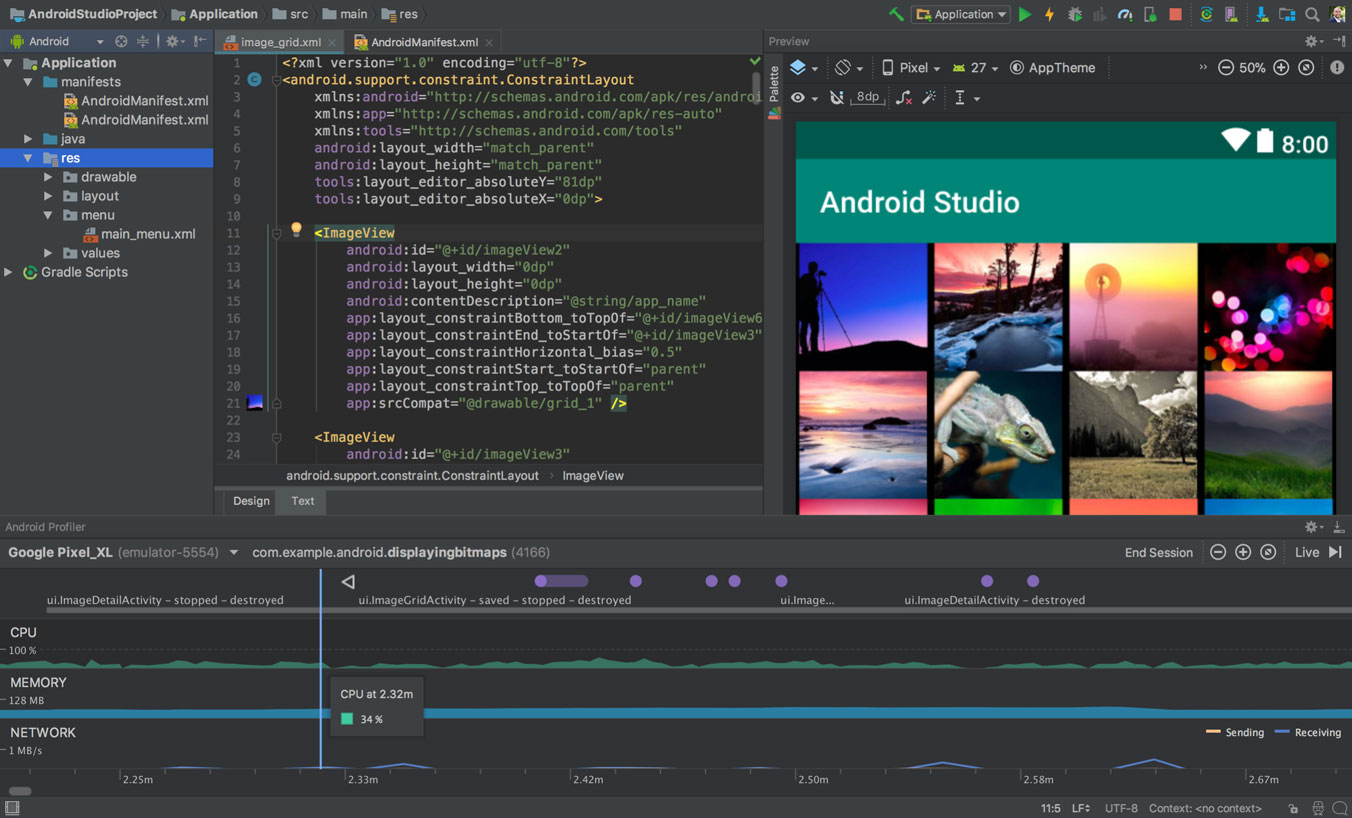 AndroidStudioProject Application src main res
Application
Android
image_grid.xml AndroidManifest.xml
Application
manifests
AndroidManifest.xml
AndroidManifest.xml
java
res
drawable
layout
menu
main_menu.xml
values
Gradle Scripts
1 <?xml version="1.0" encoding="utf-8"?>
2 <android.support.constraint.ConstraintLayout
3 xmlns:android="http://schemas.android.com/apk/res/androi
4 xmlns:app="http://schemas.android.com/apk/res-auto"
5 xmlns:tools="http://schemas.android.com/tools"
6 android:layout_width="match_parent"
7 android:layout_height="match_parent"
8 tools:layout_editor_absoluteY="81dp"
9 tools:layout_editor_absoluteX="0dp">
10
11 <ImageView
12 android:id="@+id/imageView2"
13 android:layout_width="0dp"
14 android:layout_height="0dp"
15 android:contentDescription="@string/app_name"
16 app:layout_constraintBottom_toTopOf="@+id/imageView6
17 app:layout_constraintEnd_toStartOf="@+id/imageView3"
18 app:layout_constraintHorizontal_bias="0.5"
19 app:layout_constraintStart_toStartOf="parent"
20 app:layout_constraintTop_toTopOf="parent"
21 app:srcCompat="@drawable/grid_1" />
22
23 <ImageView
24 android:id="@+id/imageView3"
android.support.constraint.ConstraintLayout › ImageView
Design Text
Preview
Palette
Pixel 27 AppTheme » 50%
8dp
8:00
Android Studio
Android Profiler
Google Pixel_XL (emulator-5554) com.example.android.displayingbitmaps (4166) End Session Live
ui.ImageDetailActivity – stopped – destroyed ui.ImageGridActivity – saved – stopped – destroyed ui.Image... ui.ImageDetailActivity – destroyed
CPU
100 %
MEMORY
128 MB
CPU at 2.32m
34 %
NETWORK
Sending Receiving
1 MB/s
2.25m 2.33m 2.42m 2.50m 2.58m 2.67m
11:5 LF UTF-8 Context: <no context>